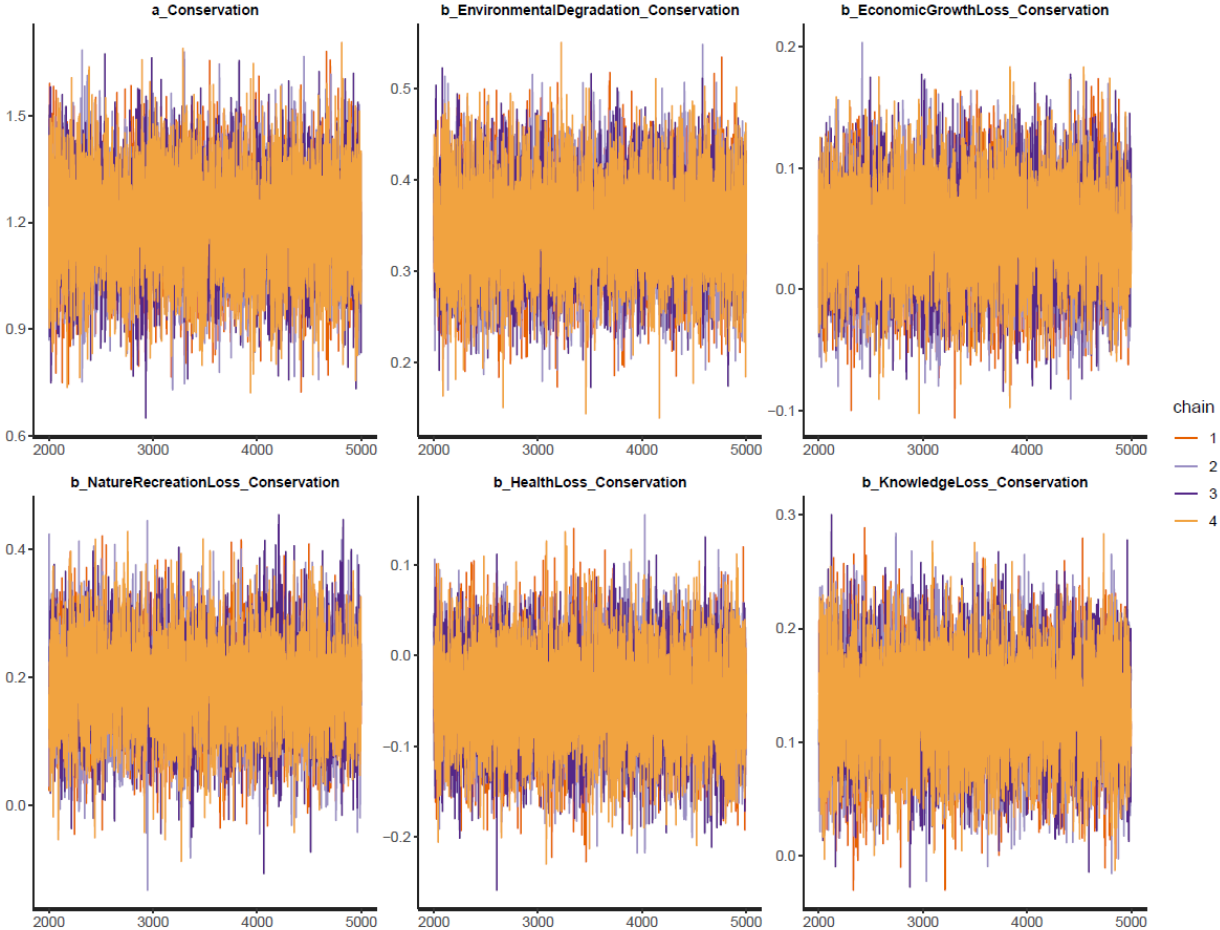 a_Conservation
b_EnvironmentalDegradation_Conservation
b_EconomicGrowthLoss_Conservation
1.5
1.2
0.9
0.6
2000 3000 4000 5000
0.5
0.4
0.3
0.2
2000 3000 4000 5000
0.2
0.1
0.0
−0.1
2000 3000 4000 5000
b_NatureRecreationLoss_Conservation
b_HealthLoss_Conservation
b_KnowledgeLoss_Conservation
0.4
0.2
0.0
2000 3000 4000 5000
0.1
0.0
−0.1
−0.2
2000 3000 4000 5000
0.3
0.2
0.1
0.0
2000 3000 4000 5000
chain
1
2
3
4